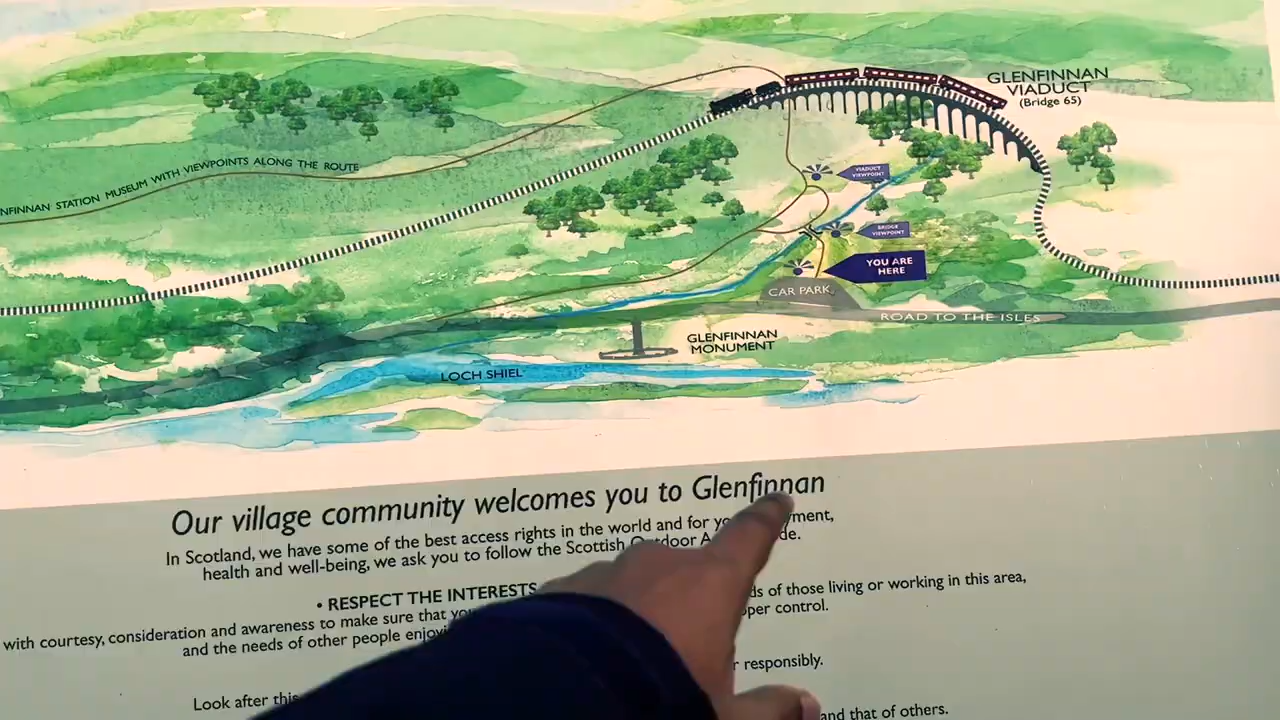 GLENFINNAN
VIADUCT
(Bridge 65)
NFINNAN STATION MUSEUM WITH VIEWPOINTS ALONG THE ROUTE
VIADUCT
VIEWPOINT
BRIDGE
VIEWPOINT
YOU ARE
HERE
CAR PARK
ROAD TO THE ISLES
GLENFINNAN
MONUMENT
LOCH SHIEL
Our village community welcomes you to Glenfinnan
In Scotland, we have some of the best access rights in the world and for
health and well-being, we ask you to follow the Scottish Outdoor
• RESPECT THE INTERESTS
of those living or working in this area,
with courtesy, consideration and awareness to make sure that
control.
and the needs of other people
responsibly.
Look after this
and that of others.